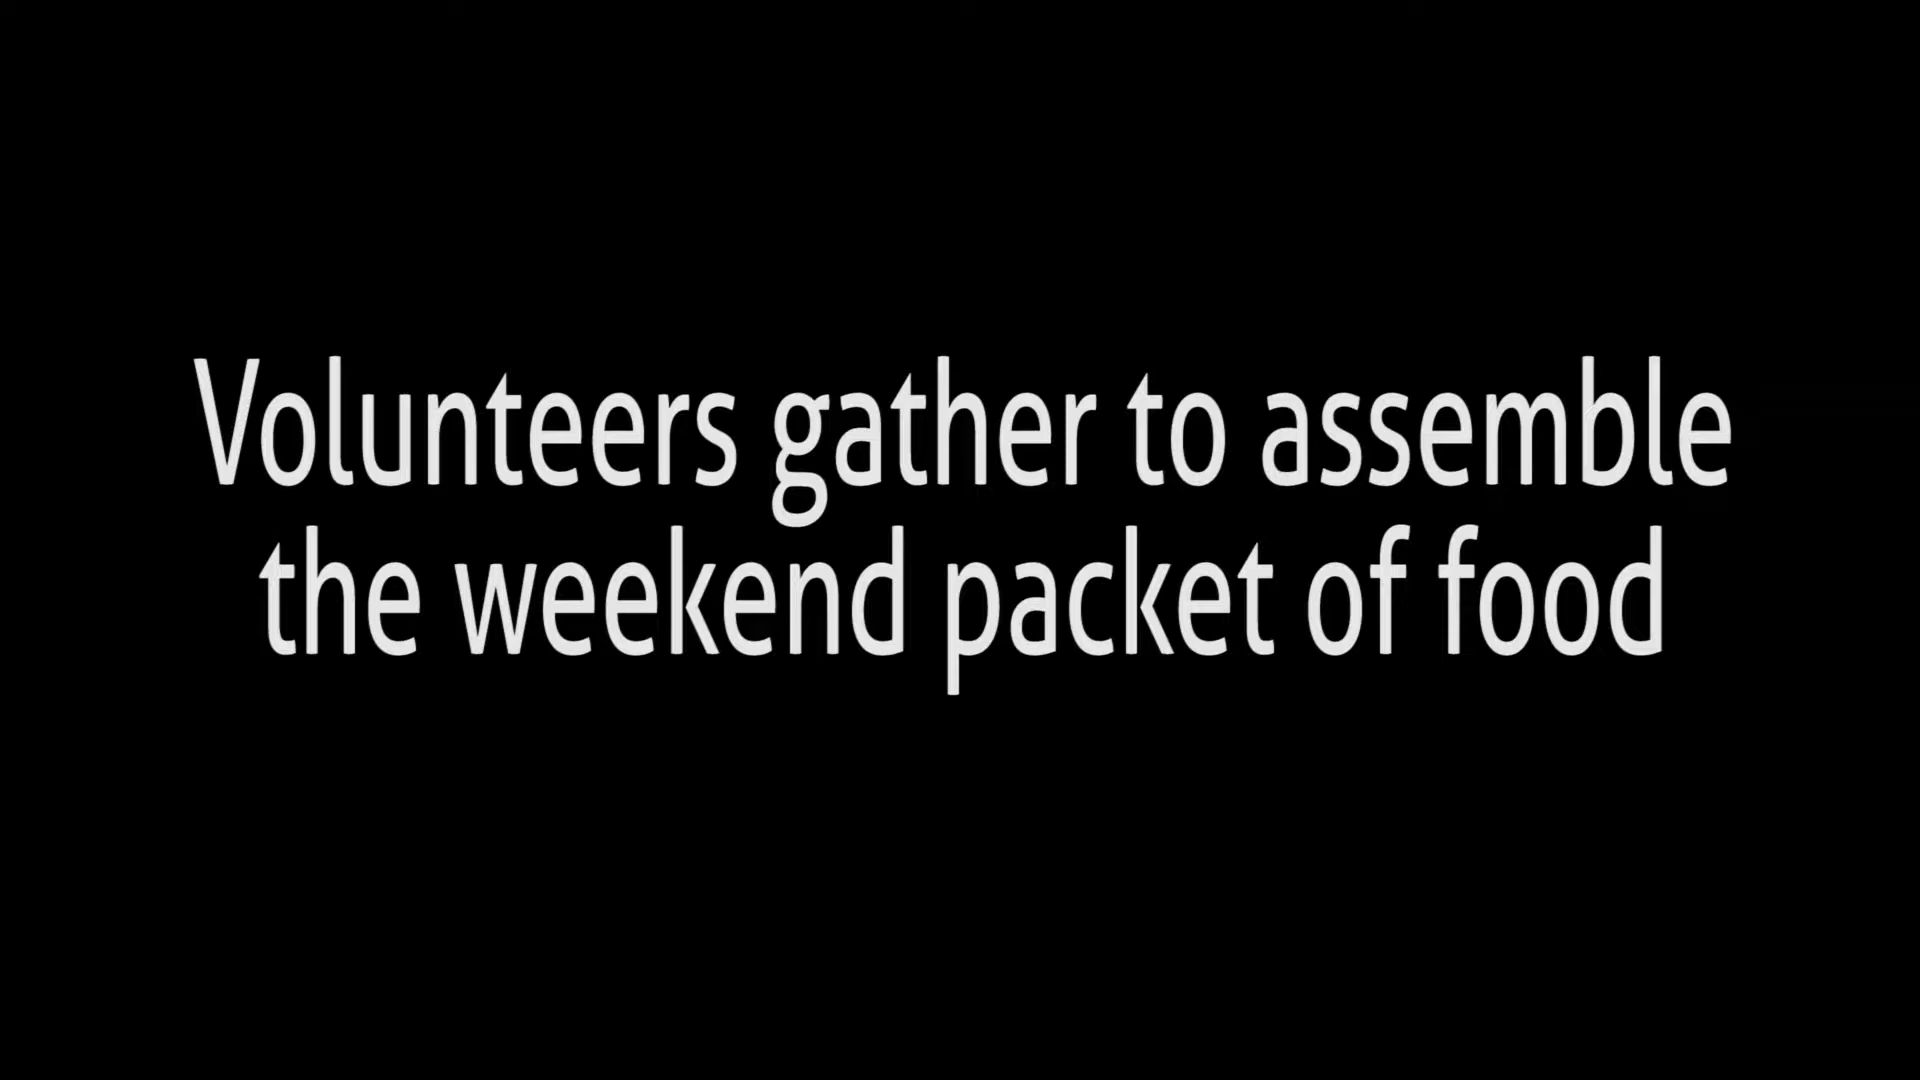 Volunteers gather to assemble
the weekend packet of food